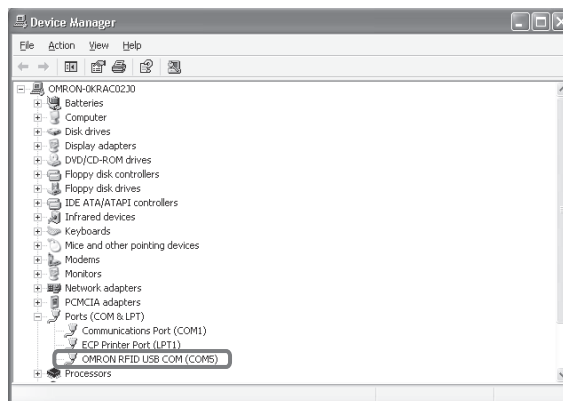 Device Manager
File Action View Help
OMRON-0KRAC02J0
Batteries
Computer
Disk drives
Display adapters
DVD/CD-ROM drives
Floppy disk controllers
Floppy disk drives
IDE ATA/ATAPI controllers
Infrared devices
Keyboards
Mice and other pointing devices
Modems
Monitors
Network adapters
PCMCIA adapters
Ports (COM & LPT)
Communications Port (COM1)
ECP Printer Port (LPT1)
OMRON RFID USB COM (COM5)
Processors